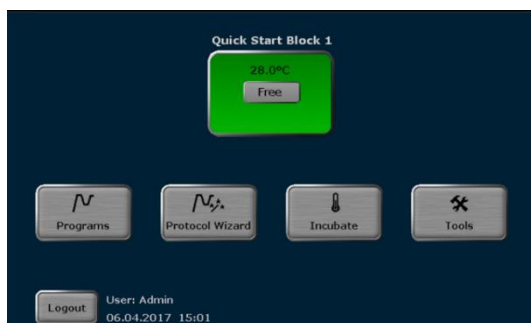 Quick Start Block 1
28.0°C
Free
Programs
Protocol Wizard
Incubate
Tools
Logout
User: Admin
06.04.2017 15:01